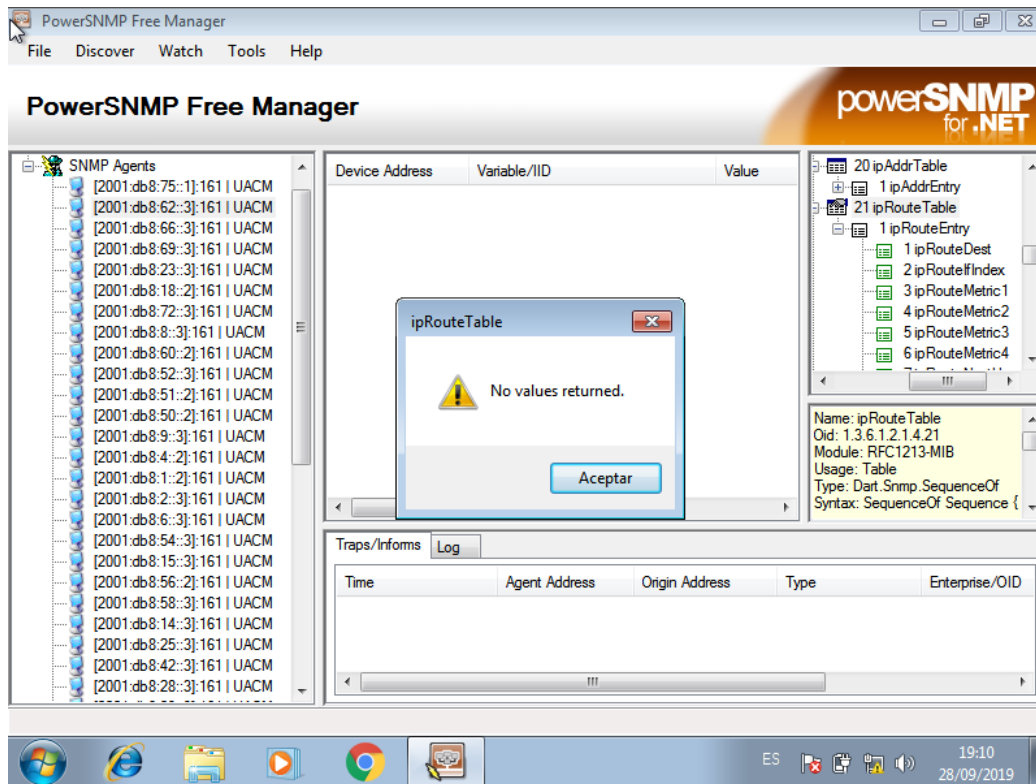 PowerSNMP Free Manager
File Discover Watch Tools Help
PowerSNMP Free Manager
powerSNMP
for .NET
SNMP Agents
[2001:db8:75::1]:161 | UACM
[2001:db8:62::3]:161 | UACM
[2001:db8:66::3]:161 | UACM
[2001:db8:69::3]:161 | UACM
[2001:db8:23::3]:161 | UACM
[2001:db8:18::2]:161 | UACM
[2001:db8:72::3]:161 | UACM
[2001:db8:8::3]:161 | UACM
[2001:db8:60::2]:161 | UACM
[2001:db8:52::3]:161 | UACM
[2001:db8:51::2]:161 | UACM
[2001:db8:50::2]:161 | UACM
[2001:db8:9::3]:161 | UACM
[2001:db8:4::2]:161 | UACM
[2001:db8:1::2]:161 | UACM
[2001:db8:2::3]:161 | UACM
[2001:db8:6::3]:161 | UACM
[2001:db8:54::3]:161 | UACM
[2001:db8:15::3]:161 | UACM
[2001:db8:56::2]:161 | UACM
[2001:db8:58::3]:161 | UACM
[2001:db8:14::3]:161 | UACM
[2001:db8:25::3]:161 | UACM
[2001:db8:42::3]:161 | UACM
[2001:db8:28::3]:161 | UACM
Device Address Variable/IID Value
ipRouteTable
No values returned.
Aceptar
20 ipAddrTable
1 ipAddrEntry
21 ipRouteTable
1 ipRouteEntry
1 ipRouteDest
2 ipRouteIfIndex
3 ipRouteMetric1
4 ipRouteMetric2
5 ipRouteMetric3
6 ipRouteMetric4
Name: ipRouteTable
Oid: 1.3.6.1.2.1.4.21
Module: RFC1213-MIB
Usage: Table
Type: Dart.Snmp.SequenceOf
Syntax: SequenceOf Sequence {
Traps/Informs Log
Time Agent Address Origin Address Type Enterprise/OID
ES
19:10
28/09/2019